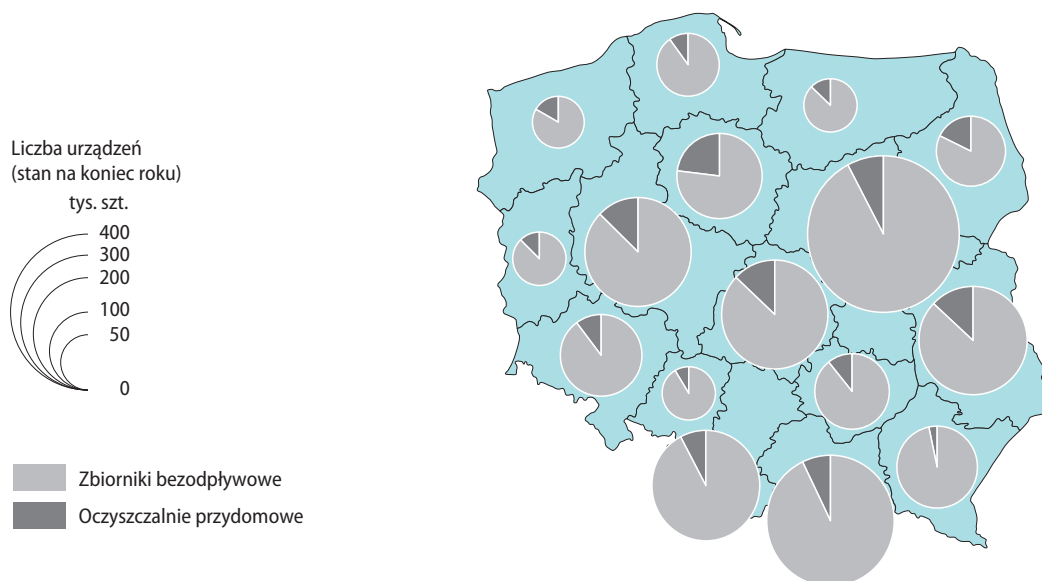 Liczba urządzeń
(stan na koniec roku)
tys. szt.
400
300
200
100
50
0
Zbiorniki bezodpływowe
Oczyszczalnie przydomowe